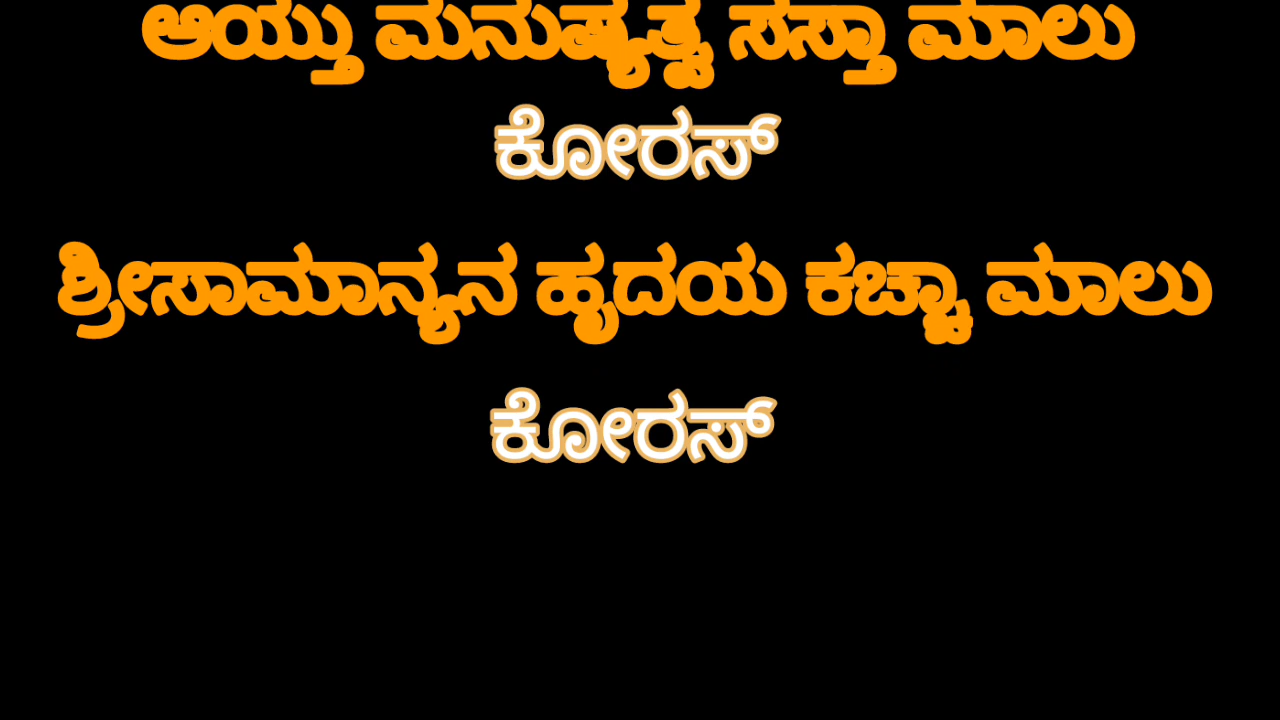 ಆಯ್ತು ಮನುಷ್ಯತ್ವ ಸಸ್ತಾ ಮಾಲು
ಕೋರಸ್
ಶ್ರೀಸಾಮಾನ್ಯನ ಹೃದಯ ಕಚ್ಚಾ ಮಾಲು
ಕೋರಸ್